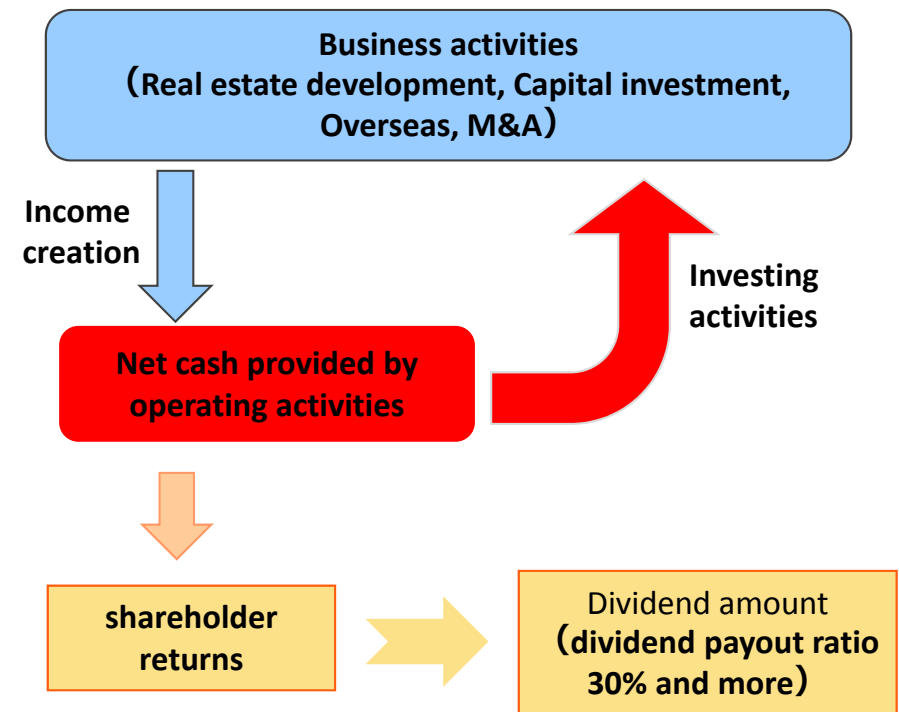 Business activities
（Real estate development, Capital investment,
Overseas, M&A）
Income
creation
Investing
activities
Net cash provided by
operating activities
shareholder
returns
Dividend amount
（dividend payout ratio
30% and more）